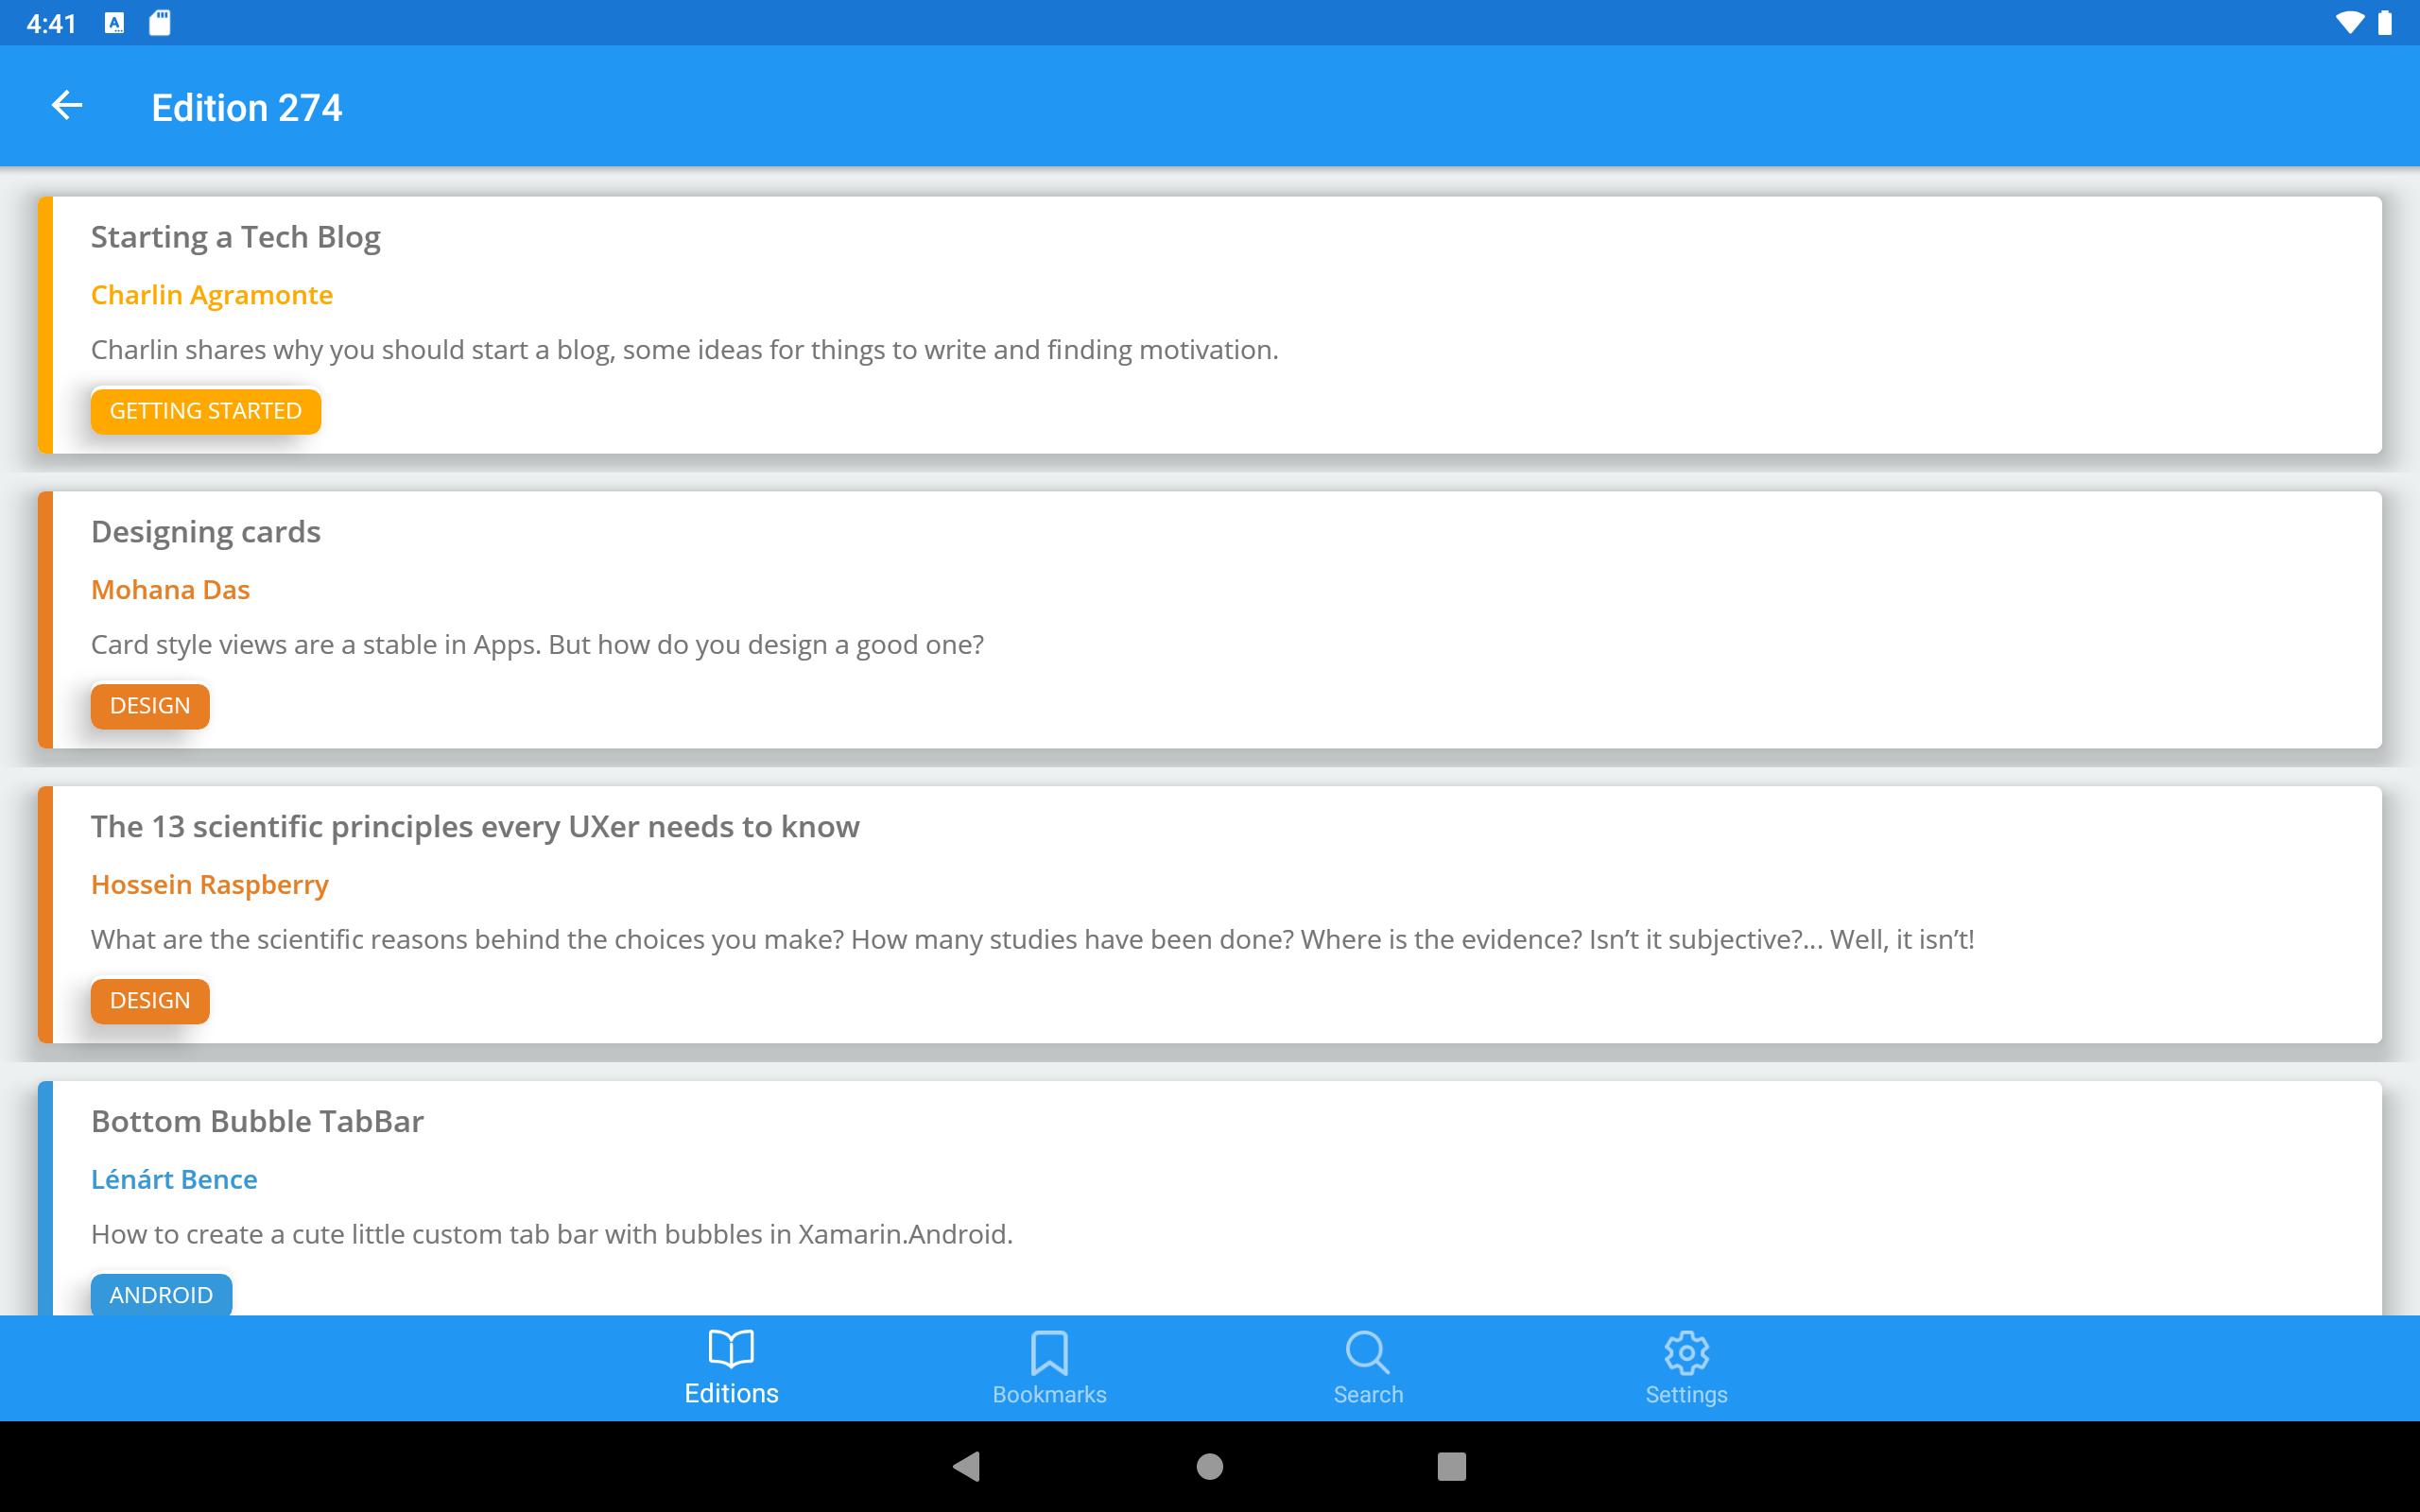 4:41
Edition 274
Starting a Tech Blog
Charlin Agramonte
Charlin shares why you should start a blog, some ideas for things to write and finding motivation.
GETTING STARTED
Designing cards
Mohana Das
Card style views are a stable in Apps. But how do you design a good one?
DESIGN
The 13 scientific principles every UXer needs to know
Hossein Raspberry
What are the scientific reasons behind the choices you make? How many studies have been done? Where is the evidence? Isn’t it subjective?... Well, it isn’t!
DESIGN
Bottom Bubble TabBar
Lénárt Bence
How to create a cute little custom tab bar with bubbles in Xamarin.Android.
ANDROID
Editions
Bookmarks
Search
Settings